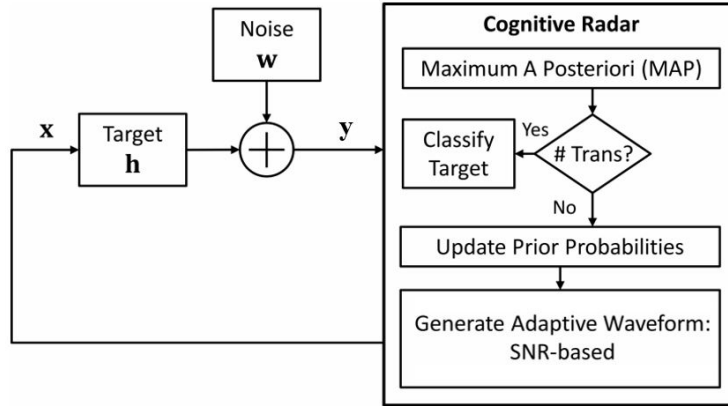 Noise
w
x
Target
h
y
Cognitive Radar
Maximum A Posteriori (MAP)
# Trans?
Yes
Classify
Target
No
Update Prior Probabilities
Generate Adaptive Waveform:
SNR-based